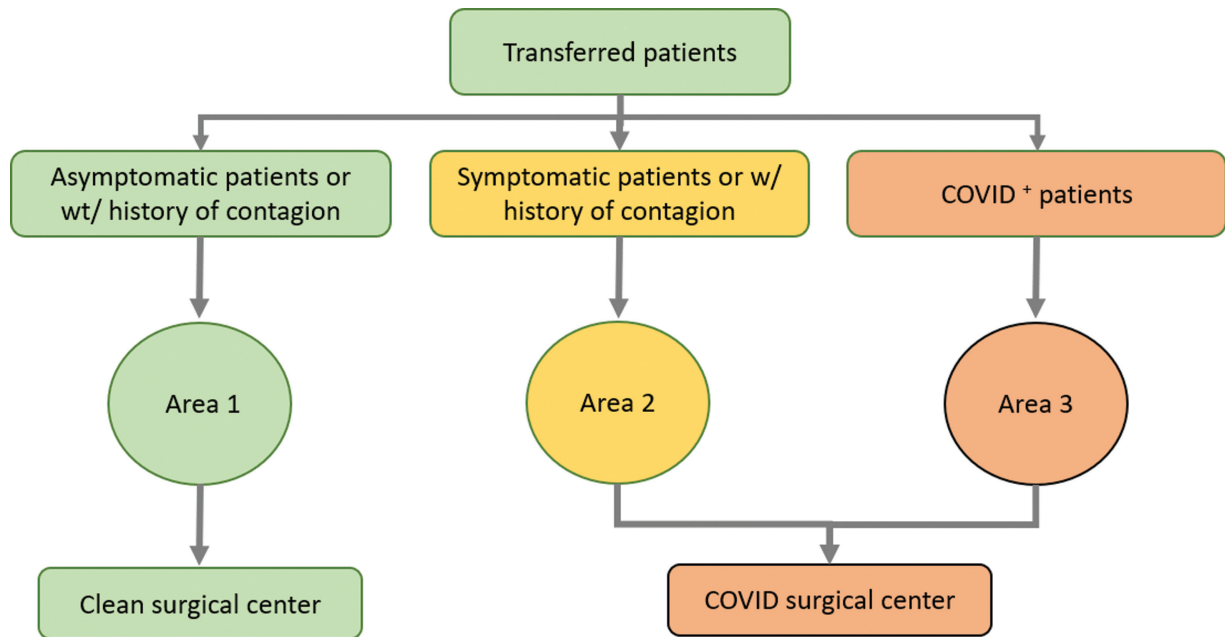 Transferred patients
Asymptomatic patients or
wt/ history of contagion
Symptomatic patients or w/
history of contagion
COVID ⁺ patients
Area 1
Area 2
Area 3
Clean surgical center
COVID surgical center